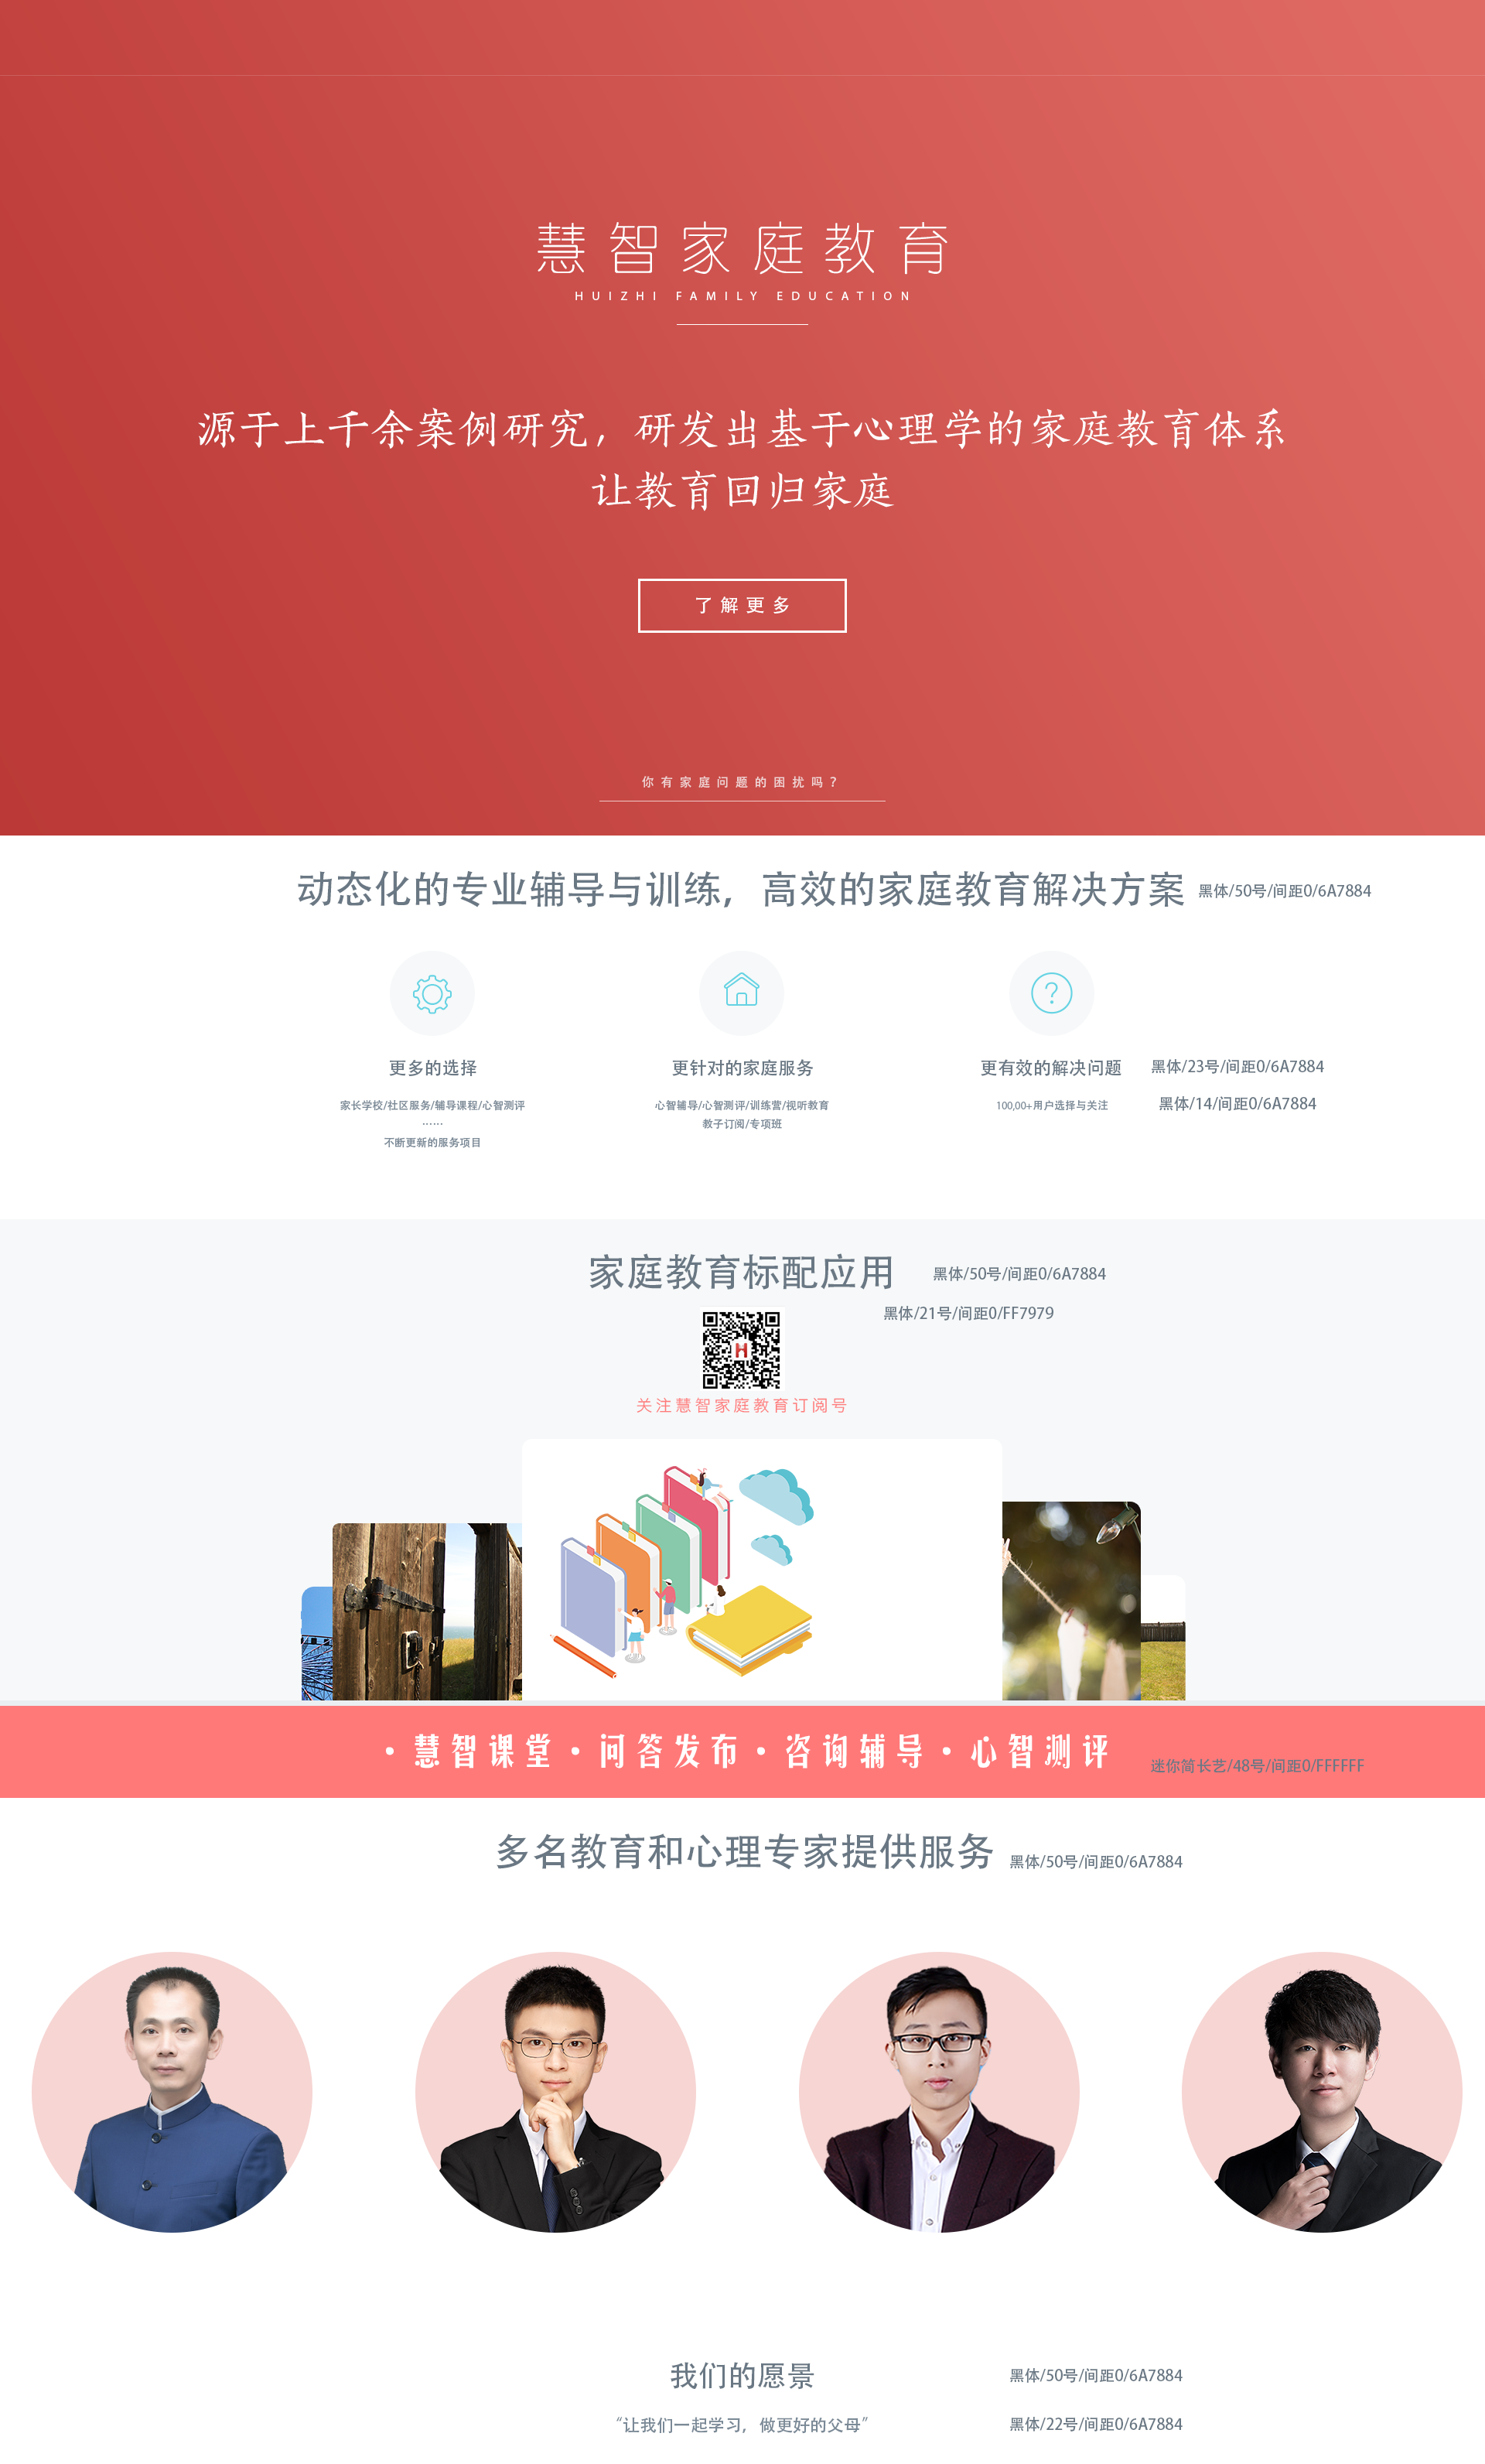 慧智家庭教育
HUIZHI FAMILY EDUCATION
源于上千余案例研究，研发出基于心理学的家庭教育体系
让教育回归家庭
了解更多
你有家庭问题的困扰吗？
动态化的专业辅导与训练，高效的家庭教育解决方案 黑体/50号/间距0/6A7884
更多的选择
家长学校/社区服务/辅导课程/心智测评
······
不断更新的服务项目
更针对的家庭服务
心智辅导/心智测评/训练营/视听教育
教子订阅/专项班
更有效的解决问题 黑体/23号/间距0/6A7884
100,00+用户选择与关注 黑体/14/间距0/6A7884
家庭教育标配应用 黑体/50号/间距0/6A7884
黑体/21号/间距0/FF7979
H
关注慧智家庭教育订阅号
·慧智课堂·问答发布·咨询辅导·心智测评 迷你简长艺/48号/间距0/FFFFFF
多名教育和心理专家提供服务 黑体/50号/间距0/6A7884
我们的愿景 黑体/50号/间距0/6A7884
“让我们一起学习，做更好的父母” 黑体/22号/间距0/6A7884